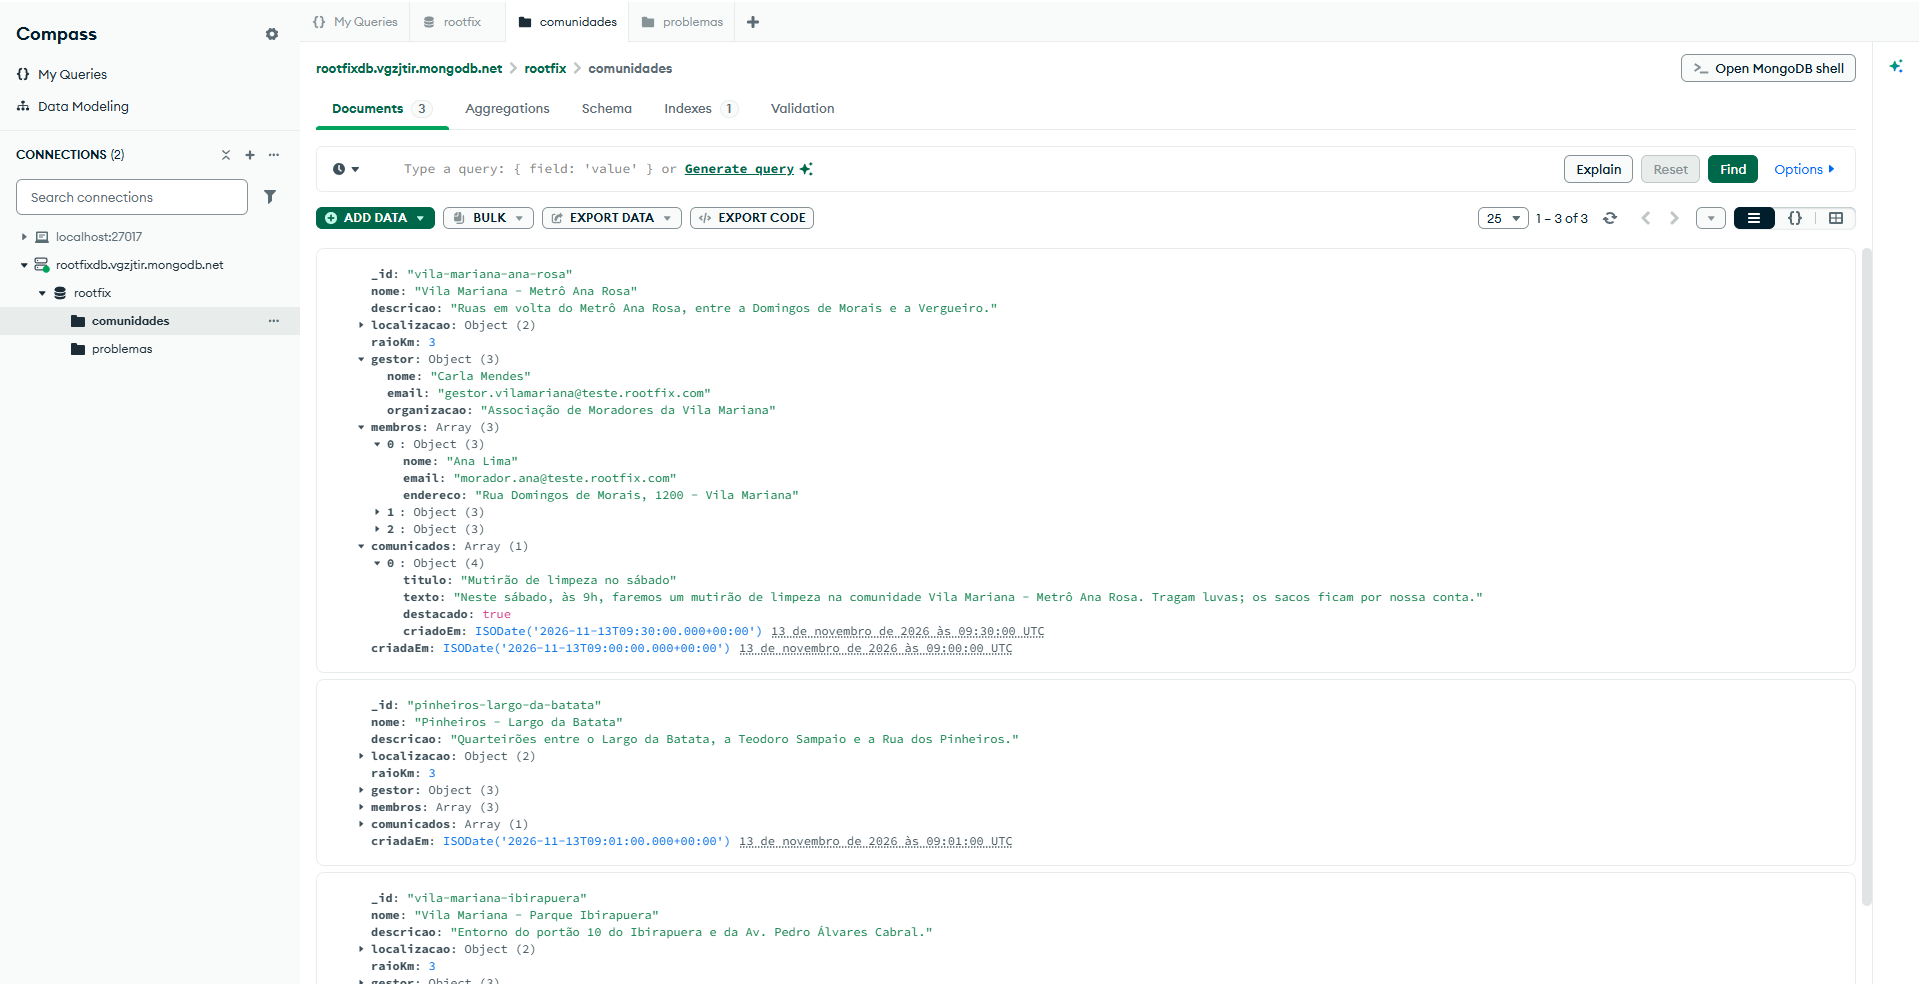 Compass
My Queries
Data Modeling
CONNECTIONS (2)
Search connections
localhost:27017
rootfixdb.vgzjtir.mongodb.net
rootfix
comunidades
problemas
{} My Queries
rootfix
comunidades
problemas
rootfixdb.vgzjtir.mongodb.net > rootfix > comunidades
>_ Open MongoDB shell
Documents 3
Aggregations
Schema
Indexes 1
Validation
Type a query: { field: 'value' } or Generate query
Explain
Reset
Find
Options
ADD DATA
BULK
EXPORT DATA
EXPORT CODE
25
1 – 3 of 3
_id: "vila-mariana-ana-rosa"
nome: "Vila Mariana - Metrô Ana Rosa"
descricao: "Ruas em volta do Metrô Ana Rosa, entre a Domingos de Morais e a Vergueiro."
localizacao: Object (2)
raioKm: 3
gestor: Object (3)
nome: "Carla Mendes"
email: "gestor.vilamariana@teste.rootfix.com"
organizacao: "Associação de Moradores da Vila Mariana"
membros: Array (3)
0 : Object (3)
nome: "Ana Lima"
email: "morador.ana@teste.rootfix.com"
endereco: "Rua Domingos de Morais, 1200 - Vila Mariana"
1 : Object (3)
2 : Object (3)
comunicados: Array (1)
0 : Object (4)
titulo: "Mutirão de limpeza no sábado"
texto: "Neste sábado, às 9h, faremos um mutirão de limpeza na comunidade Vila Mariana - Metrô Ana Rosa. Tragam luvas; os sacos ficam por nossa conta."
destacado: true
criadoEm: ISODate('2026-11-13T09:30:00.000+00:00') 13 de novembro de 2026 às 09:30:00 UTC
criadaEm: ISODate('2026-11-13T09:00:00.000+00:00') 13 de novembro de 2026 às 09:00:00 UTC
_id: "pinheiros-largo-da-batata"
nome: "Pinheiros - Largo da Batata"
descricao: "Quarteirões entre o Largo da Batata, a Teodoro Sampaio e a Rua dos Pinheiros."
localizacao: Object (2)
raioKm: 3
gestor: Object (3)
membros: Array (3)
comunicados: Array (1)
criadaEm: ISODate('2026-11-13T09:01:00.000+00:00') 13 de novembro de 2026 às 09:01:00 UTC
_id: "vila-mariana-ibirapuera"
nome: "Vila Mariana - Parque Ibirapuera"
descricao: "Entorno do portão 10 do Ibirapuera e da Av. Pedro Álvares Cabral."
localizacao: Object (2)
raioKm: 3
gestor: Object (3)